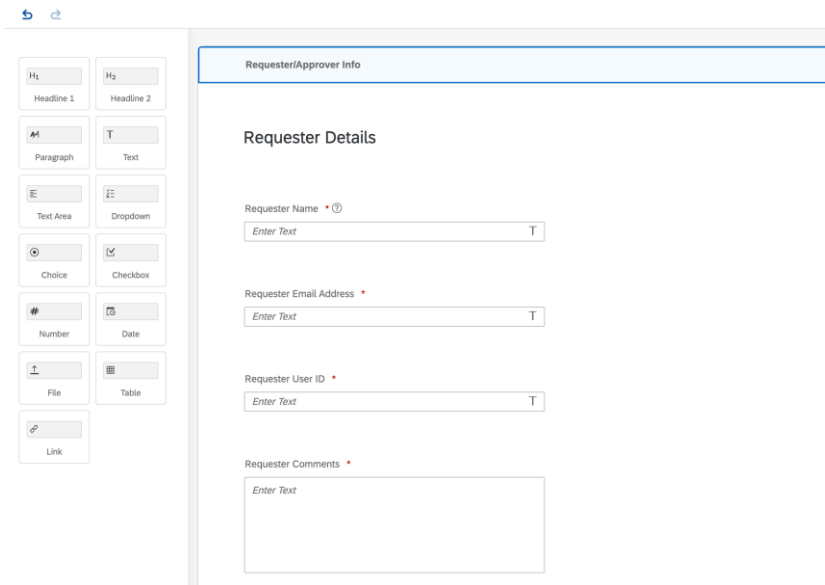 Requester/Approver Info
H1
H2
Headline 1
Headline 2
Requester Details
T
Paragraph
Text
Text Area
Dropdown
Requester Name *
Enter Text
T
Choice
Checkbox
Requester Email Address *
Enter Text
T
#
Number
Date
Requester User ID *
Enter Text
T
File
Table
Link
Requester Comments *
Enter Text